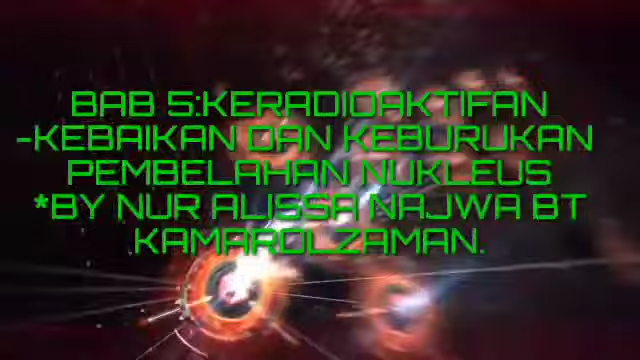 BAB 5:KERADIOAKTIFAN
-KEBAIKAN DAN KEBURUKAN
PEMBELAHAN NUKLEUS
*BY NUR ALISSA NAJWA BT
KAMAROLZAMAN.